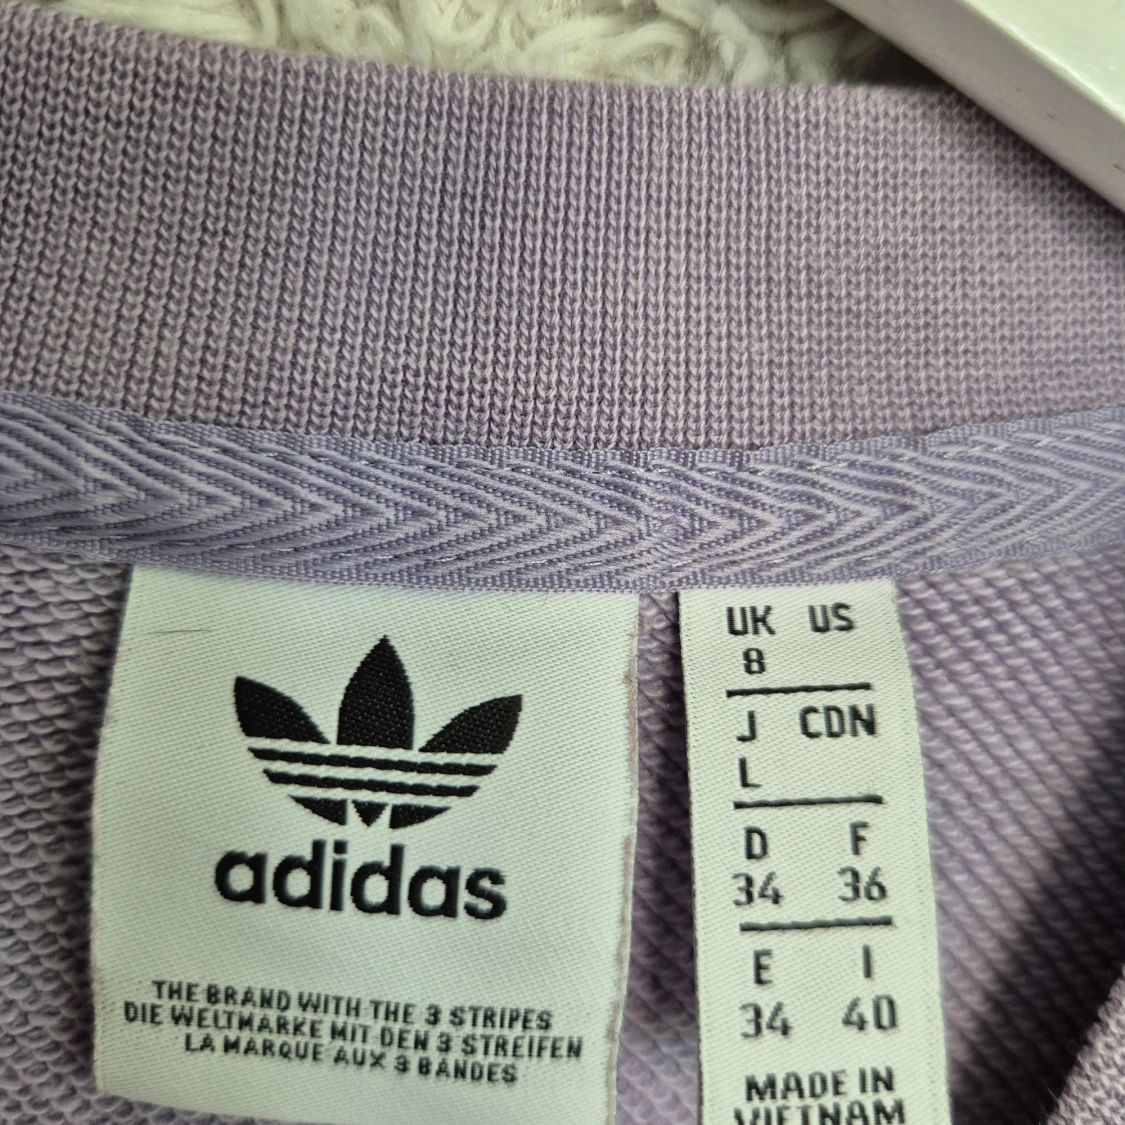 adidas
THE BRAND WITH THE 3 STRIPES
DIE WELTMARKE MIT DEN 3 STREIFEN
LA MARQUE AUX 3 BANDES
UK US
8
J CDN
L
D F
34 36
E I
34 40
MADE IN
VIETNAM